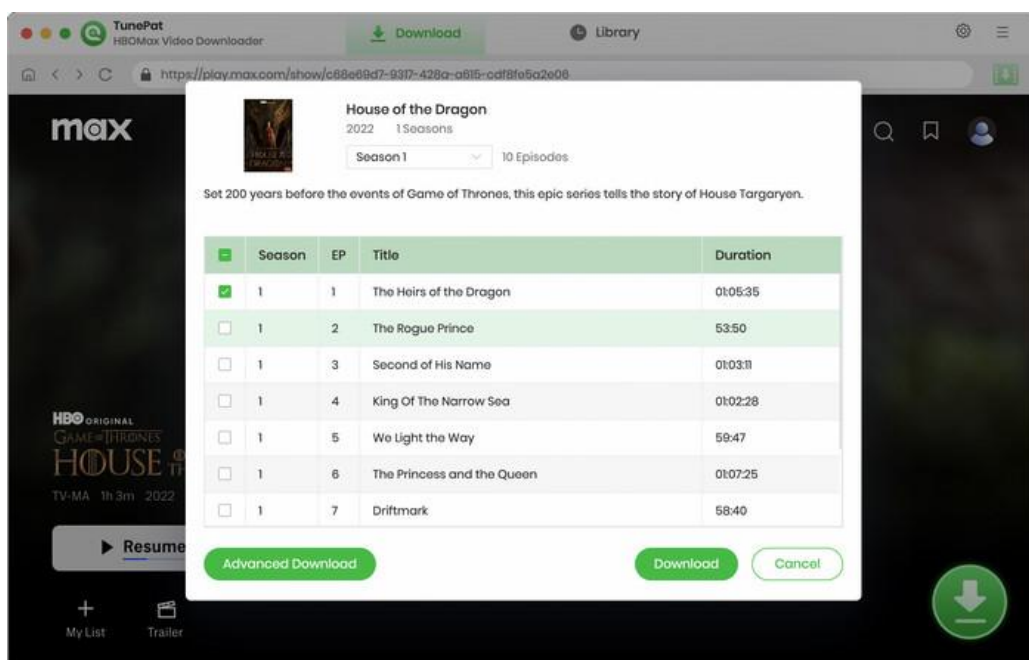 TunePat
HBOMax Video Downloader
Download
Library
https://play.max.com/show/c68e69d7-9317-428a-a615-cdf8fe5a2e08
max
House of the Dragon
2022 1 Seasons
Season 1
10 Episodes
Set 200 years before the events of Game of Thrones, this epic series tells the story of House Targaryen.
Season EP Title Duration
1 1 The Heirs of the Dragon 01:05:35
1 2 The Rogue Prince 53:50
1 3 Second of His Name 01:03:11
1 4 King Of The Narrow Sea 01:02:28
1 5 We Light the Way 59:47
1 6 The Princess and the Queen 01:07:25
1 7 Driftmark 58:40
HBO ORIGINAL
GAME OF THRONES
HOUSE
TV-MA 1h 3m 2022
Resume
Advanced Download
Download
Cancel
My List
Trailer